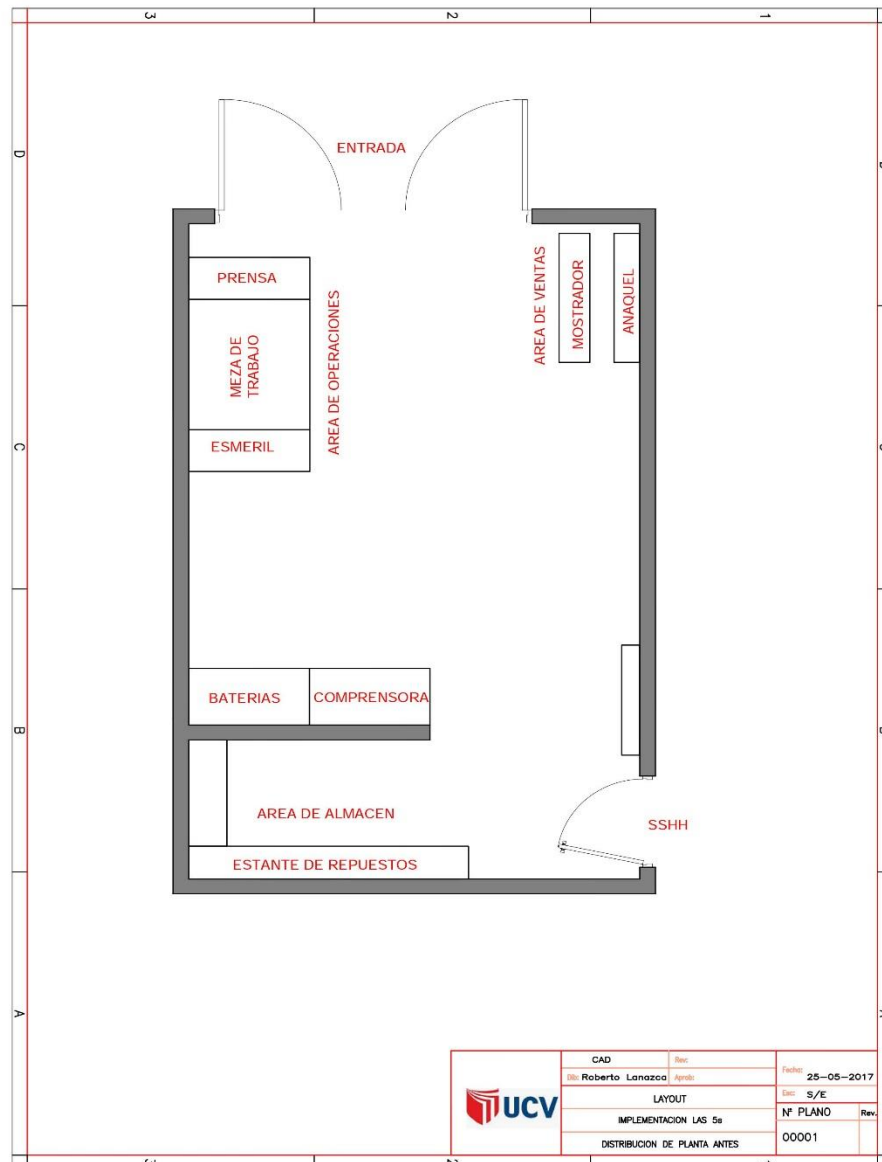 3
2
1
D
ENTRADA
PRENSA
MEZA DE
TRABAJO
ESMERIL
AREA DE OPERACIONES
AREA DE VENTAS
MOSTRADOR
ANAQUEL
C
BATERIAS
COMPRENSORA
B
AREA DE ALMACEN
ESTANTE DE REPUESTOS
SSHH
A
UCV
CAD
Rev:
Dib: Roberto Lanazca
Aprob:
LAYOUT
IMPLEMENTACION LAS 5s
DISTRIBUCION DE PLANTA ANTES
Fecha:
25-05-2017
Esc: S/E
Nº PLANO
Rev.
00001